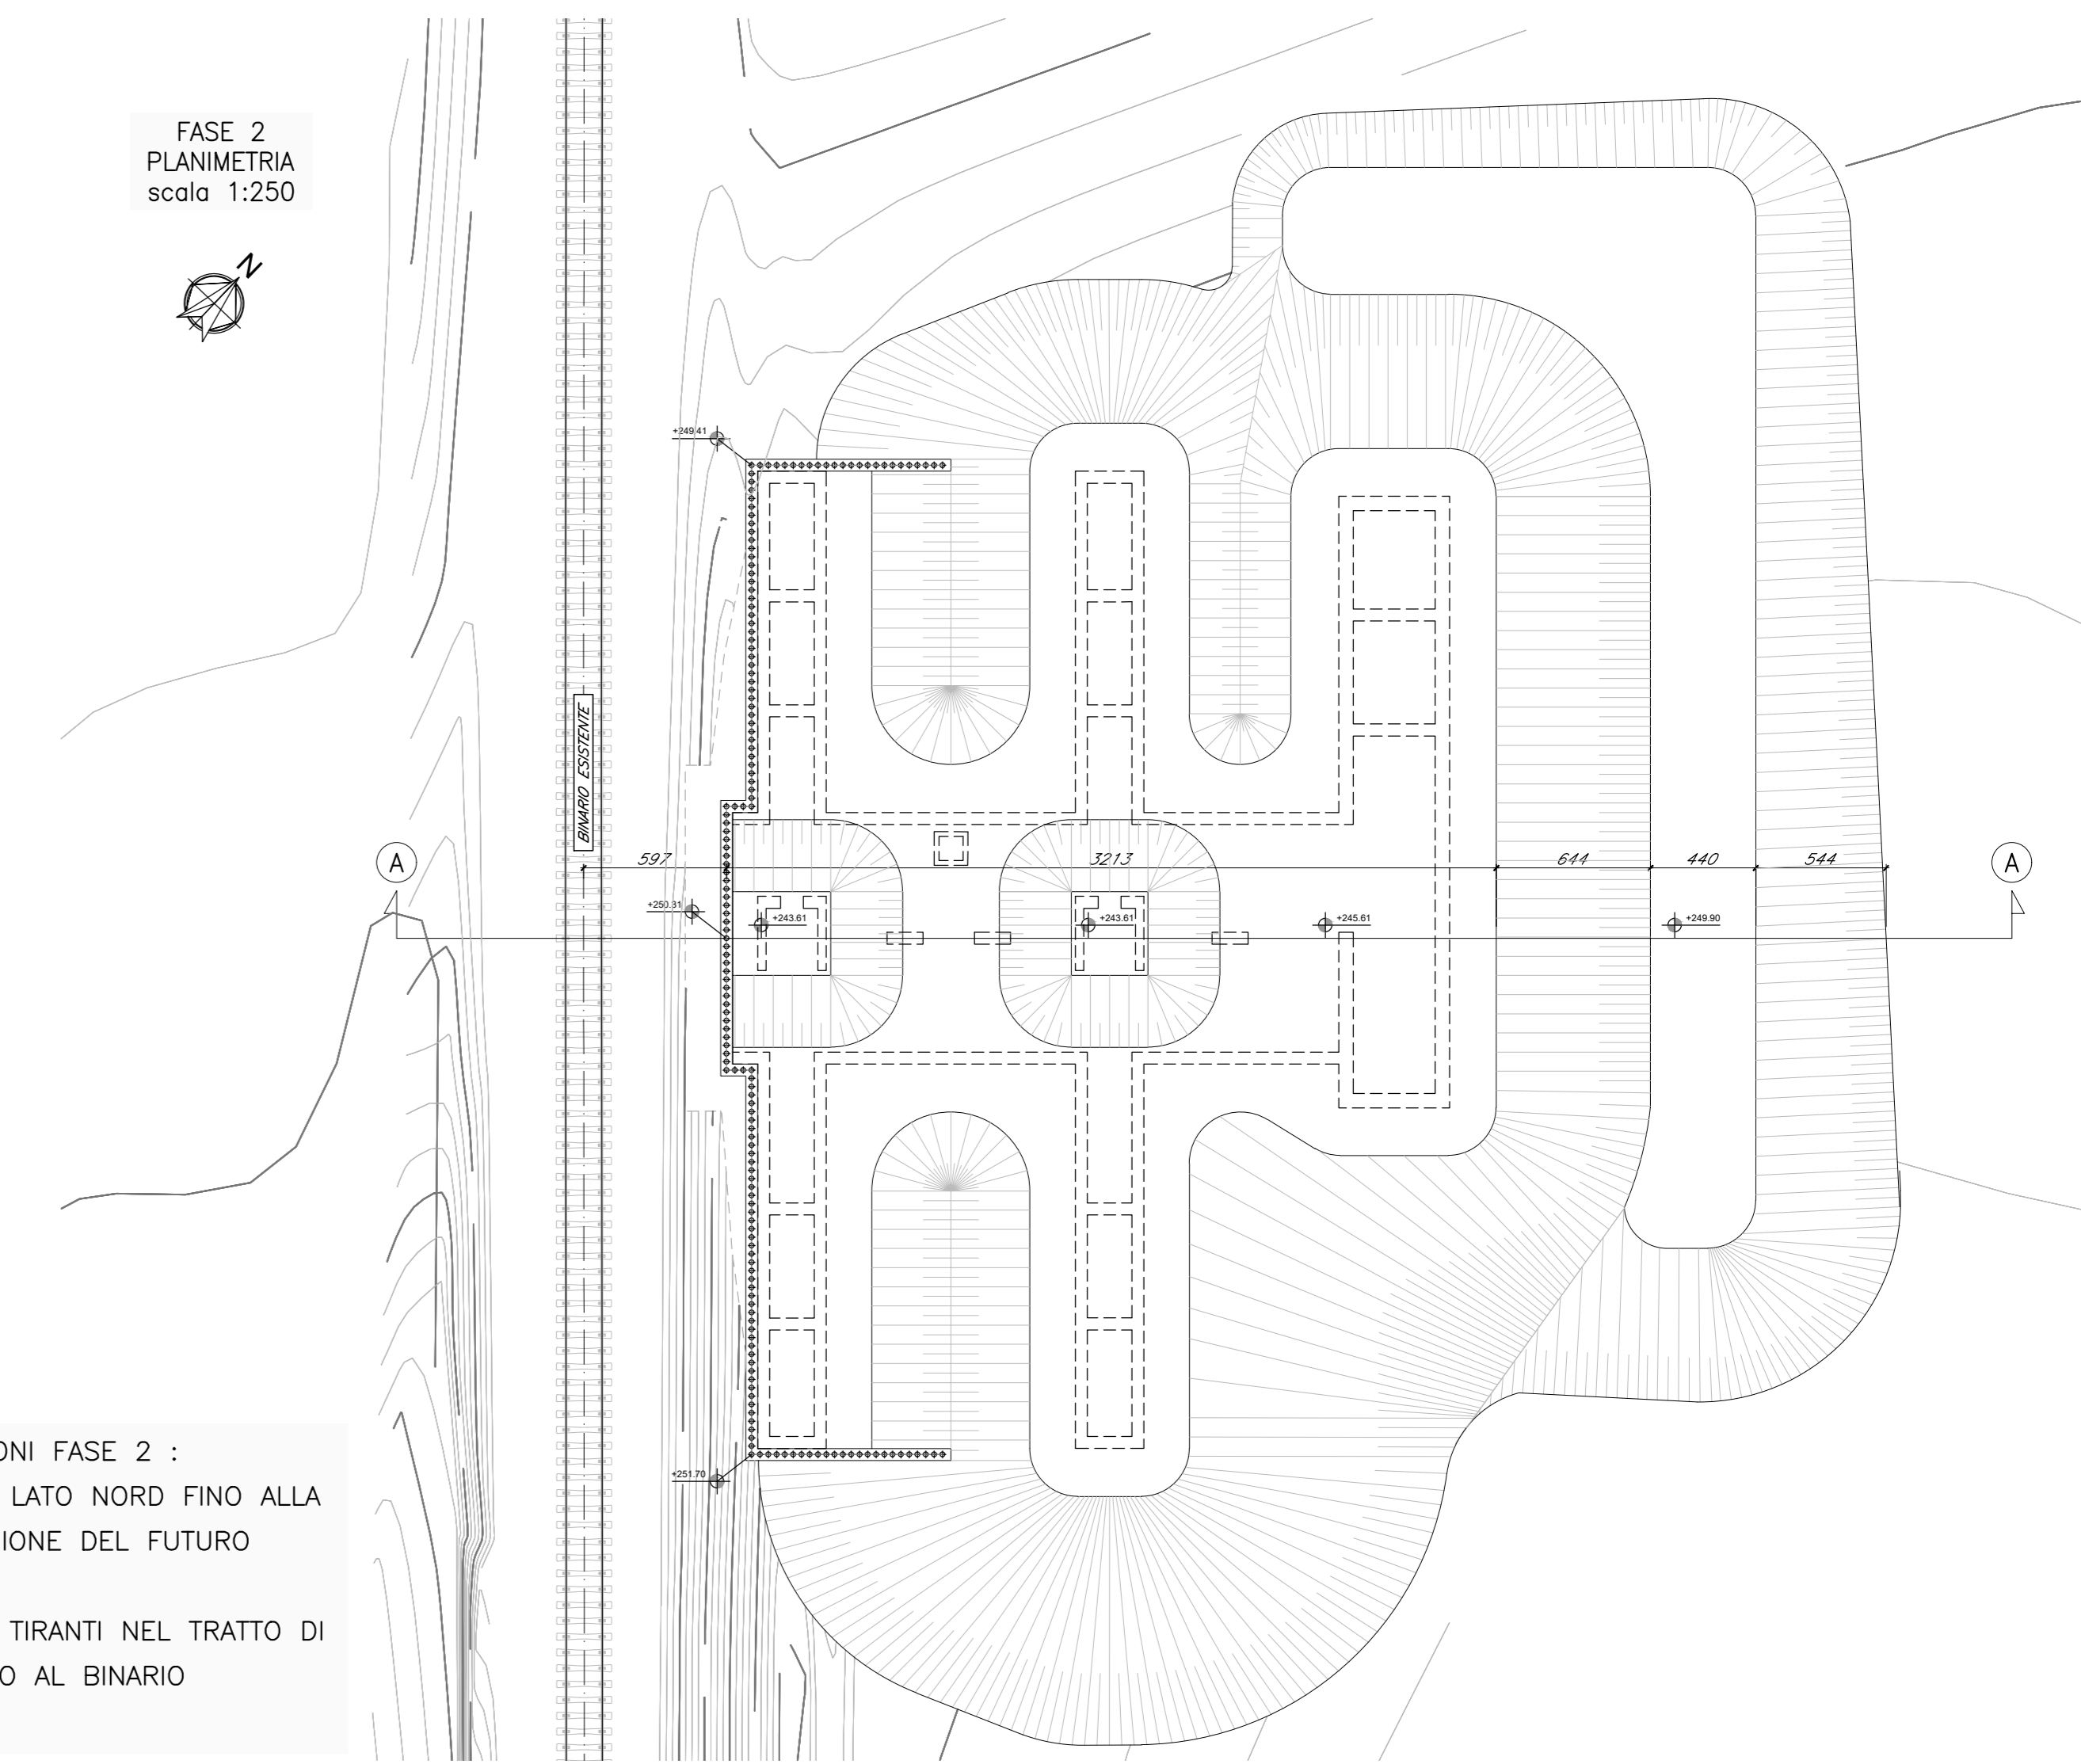 FASE 2
PLANIMETRIA
scala 1:250
N
+249.41
BINARIO ESISTENTE
A
597
3213
644
440
544
A
+250.31
+243.61
+243.61
+245.61
+249.90
ONI FASE 2 :
LATO NORD FINO ALLA
IONE DEL FUTURO
+251.70
TIRANTI NEL TRATTO DI
O AL BINARIO